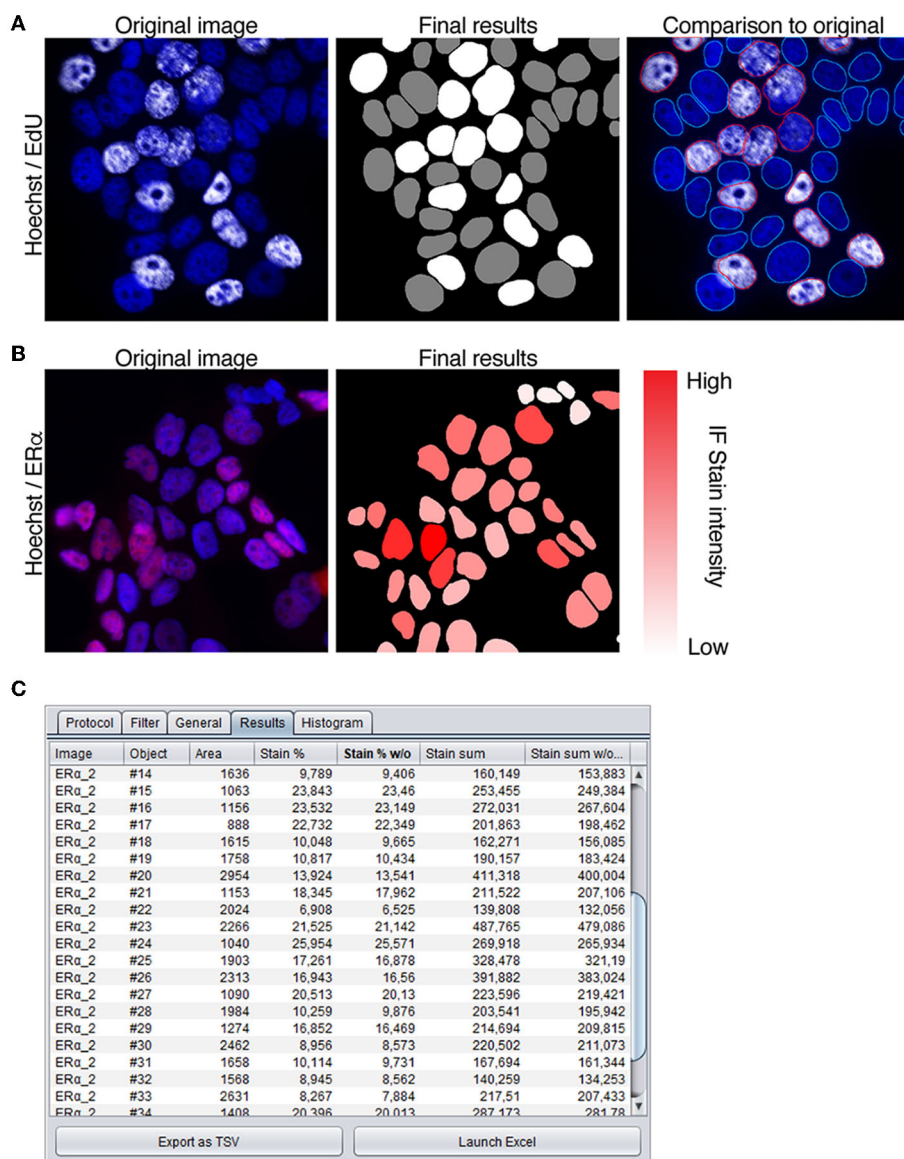 A
Original image
Final results
Comparison to original
Hoechst / EdU
B
Original image
Final results
Hoechst / ERα
High
IF Stain intensity
Low
C
Protocol Filter General Results Histogram
Image Object Area Stain % Stain % w/o Stain sum Stain sum w/o...
ERα_2 #14 1636 9,789 9,406 160,149 153,883
ERα_2 #15 1063 23,843 23,46 253,455 249,384
ERα_2 #16 1156 23,532 23,149 272,031 267,604
ERα_2 #17 888 22,732 22,349 201,863 198,462
ERα_2 #18 1615 10,048 9,665 162,271 156,085
ERα_2 #19 1758 10,817 10,434 190,157 183,424
ERα_2 #20 2954 13,924 13,541 411,318 400,004
ERα_2 #21 1153 18,345 17,962 211,522 207,106
ERα_2 #22 2024 6,908 6,525 139,808 132,056
ERα_2 #23 2266 21,525 21,142 487,765 479,086
ERα_2 #24 1040 25,954 25,571 269,918 265,934
ERα_2 #25 1903 17,261 16,878 328,478 321,19
ERα_2 #26 2313 16,943 16,56 391,882 383,024
ERα_2 #27 1090 20,513 20,13 223,596 219,421
ERα_2 #28 1984 10,259 9,876 203,541 195,942
ERα_2 #29 1274 16,852 16,469 214,694 209,815
ERα_2 #30 2462 8,956 8,573 220,502 211,073
ERα_2 #31 1658 10,114 9,731 167,694 161,344
ERα_2 #32 1568 8,945 8,562 140,259 134,253
ERα_2 #33 2631 8,267 7,884 217,51 207,433
ERα_2 #34 1408 20,396 20,013 287,173 281,78
Export as TSV
Launch Excel